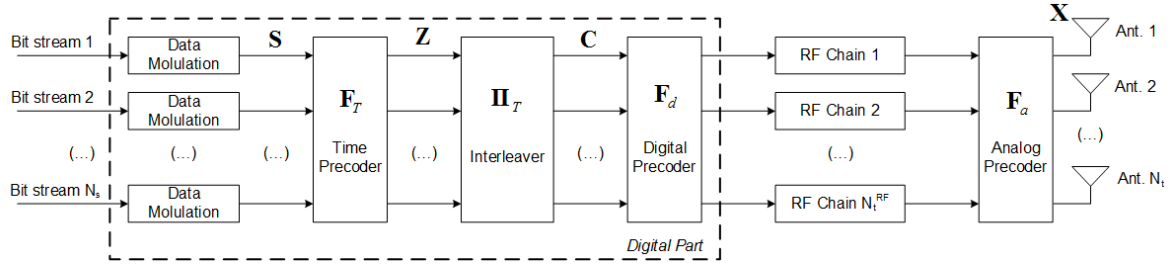 Bit stream 1
Data
Molulation
S
Z
C
RF Chain 1
X
Ant. 1
Bit stream 2
Data
Molulation
F_T
Π_T
F_d
RF Chain 2
F_a
Ant. 2
Time
Precoder
Interleaver
Digital
Precoder
Analog
Precoder
(...)
(...)
(...)
(...)
(...)
(...)
(...)
Bit stream N_s
Data
Molulation
RF Chain N_t^RF
Ant. N_t
Digital Part